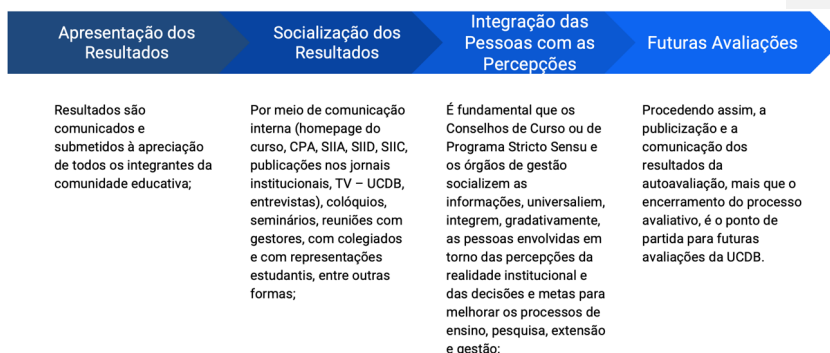 Apresentação dos
Resultados
Socialização dos
Resultados
Integração das
Pessoas com as
Percepções
Futuras Avaliações
Resultados são
comunicados e
submetidos à apreciação
de todos os integrantes da
comunidade educativa;
Por meio de comunicação
interna (homepage do
curso, CPA, SIIA, SIID, SIIC,
publicações nos jornais
institucionais, TV – UCDB,
entrevistas), colóquios,
seminários, reuniões com
gestores, com colegiados
e com representações
estudantis, entre outras
formas;
É fundamental que os
Conselhos de Curso ou de
Programa Stricto Sensu e
os órgãos de gestão
socializem as
informações, universaliem,
integrem, gradativamente,
as pessoas envolvidas em
torno das percepções da
realidade institucional e
das decisões e metas para
melhorar os processos de
ensino, pesquisa, extensão
e gestão;
Procedendo assim, a
publicização e a
comunicação dos
resultados da
autoavaliação, mais que o
encerramento do processo
avaliativo, é o ponto de
partida para futuras
avaliações da UCDB.